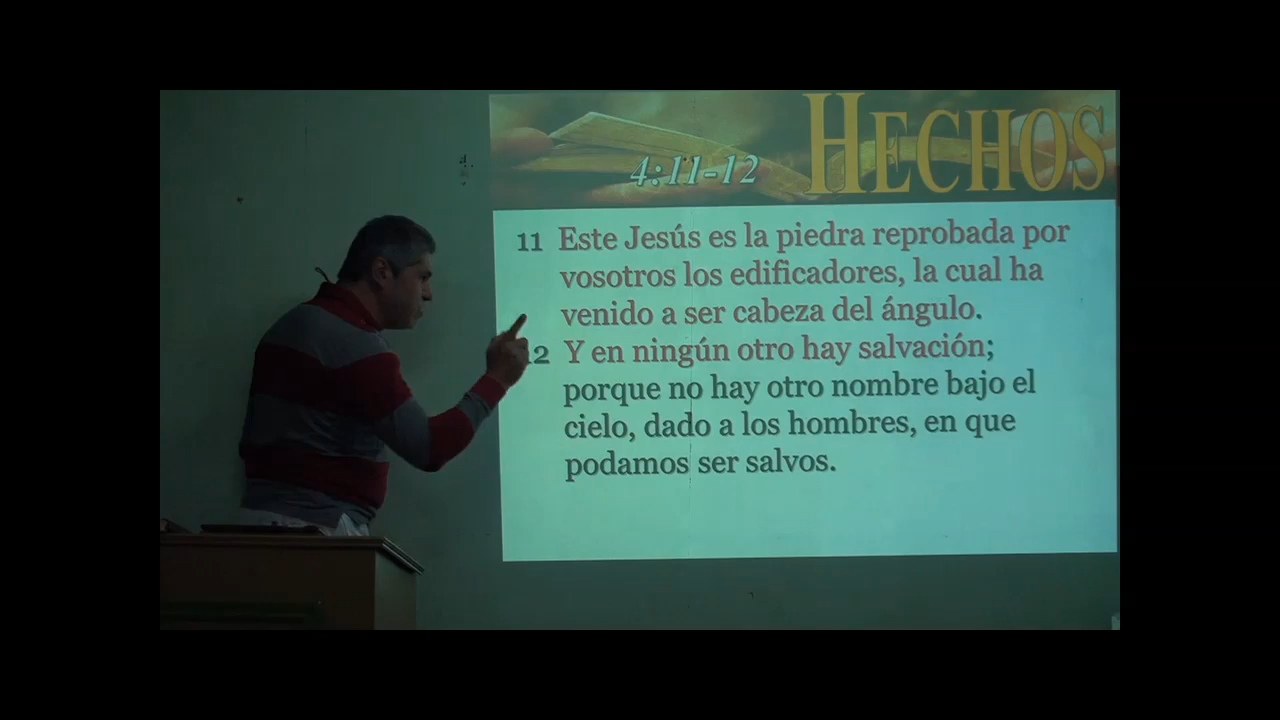 HECHOS
4:11-12
11 Este Jesús es la piedra reprobada por
vosotros los edificadores, la cual ha
venido a ser cabeza del ángulo.
2 Y en ningún otro hay salvación;
porque no hay otro nombre bajo el
cielo, dado a los hombres, en que
podamos ser salvos.